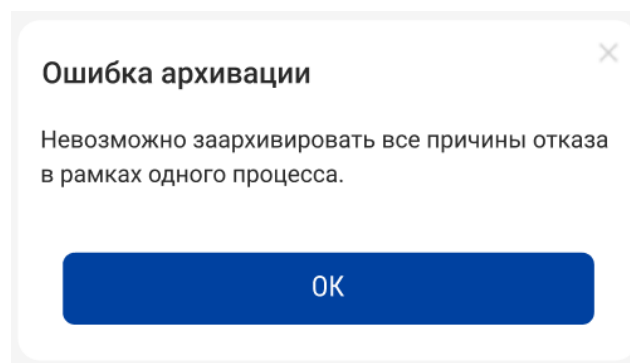 Ошибка архивации
Невозможно заархивировать все причины отказа
в рамках одного процесса.
ОК